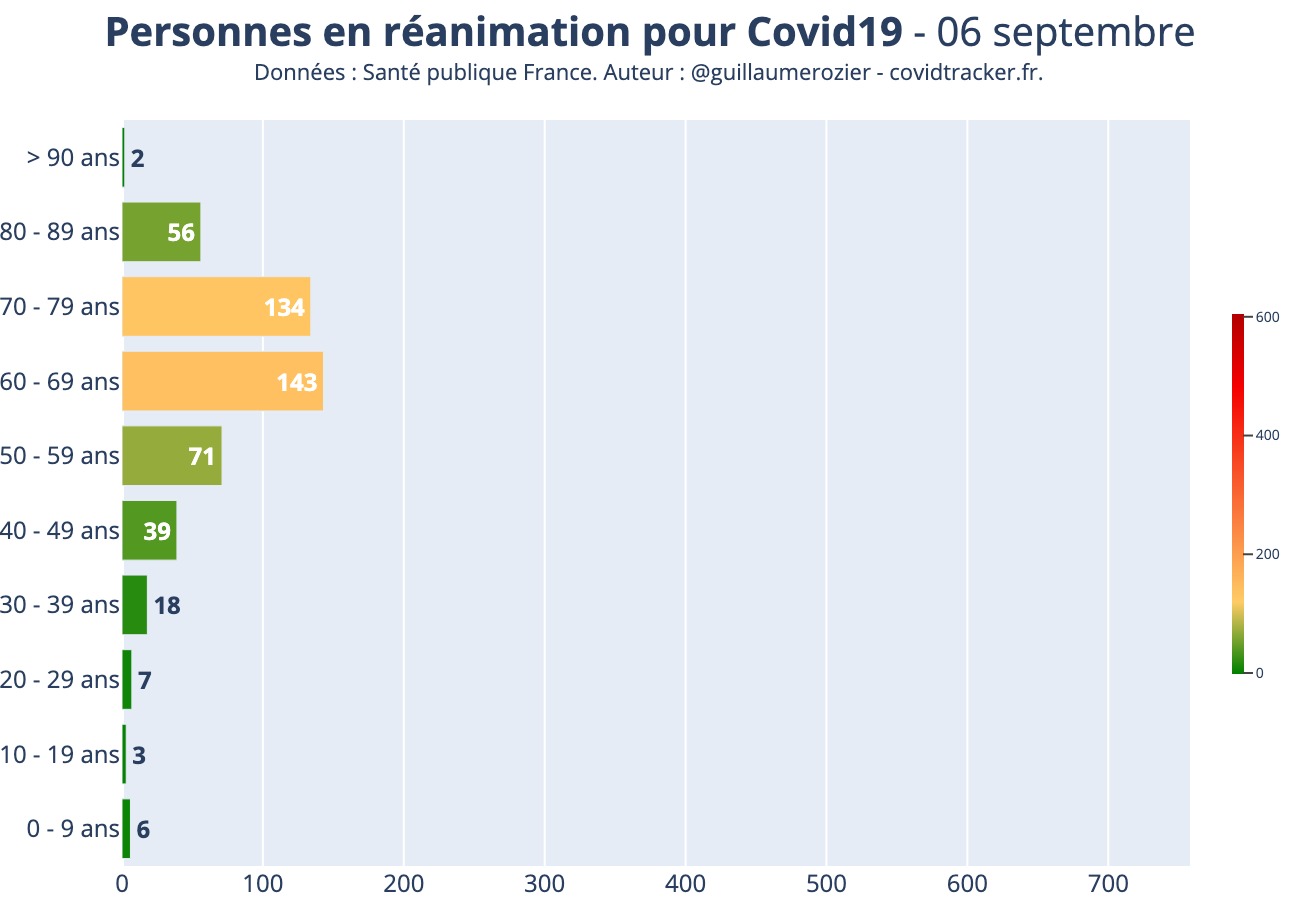 Personnes en réanimation pour Covid19 - 06 septembre
Données : Santé publique France. Auteur : @guillaumerozier - covidtracker.fr.
> 90 ans 2
80 - 89 ans 56
70 - 79 ans 134
60 - 69 ans 143
50 - 59 ans 71
40 - 49 ans 39
30 - 39 ans 18
20 - 29 ans 7
10 - 19 ans 3
0 - 9 ans 6
0 100 200 300 400 500 600 700
600
400
200
0